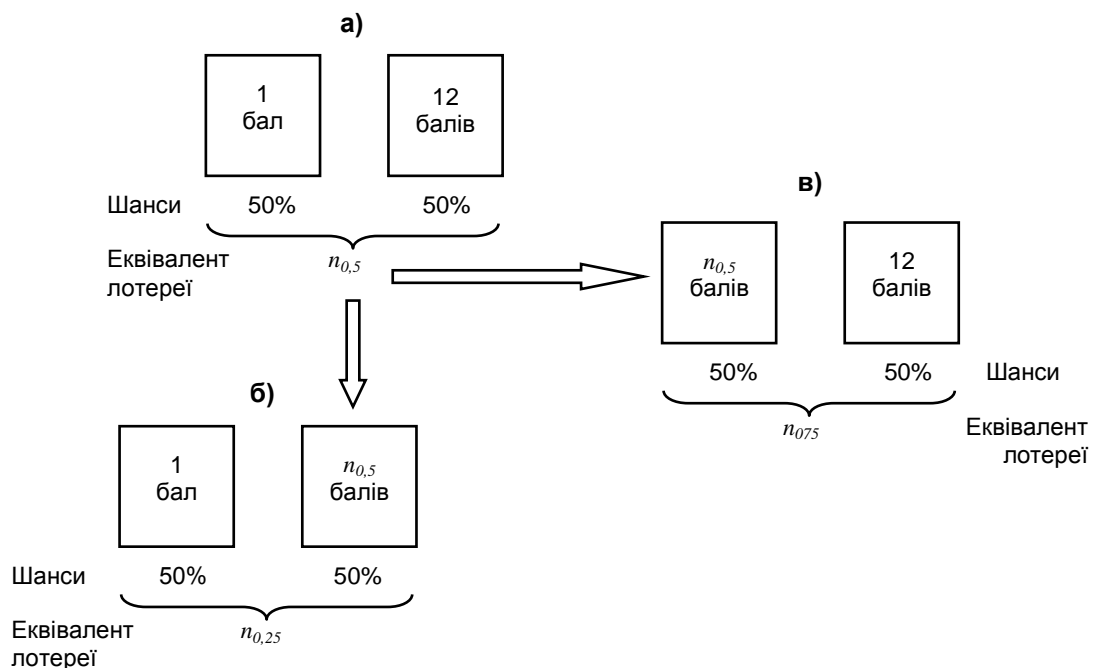 а)
1
бал
12
балів
Шанси 50% 50%
Еквівалент
лотереї
n0,5
в)
n0,5
балів
12
балів
50% 50% Шанси
n075
Еквівалент
лотереї
б)
1
бал
n0,5
балів
Шанси 50% 50%
Еквівалент
лотереї
n0,25